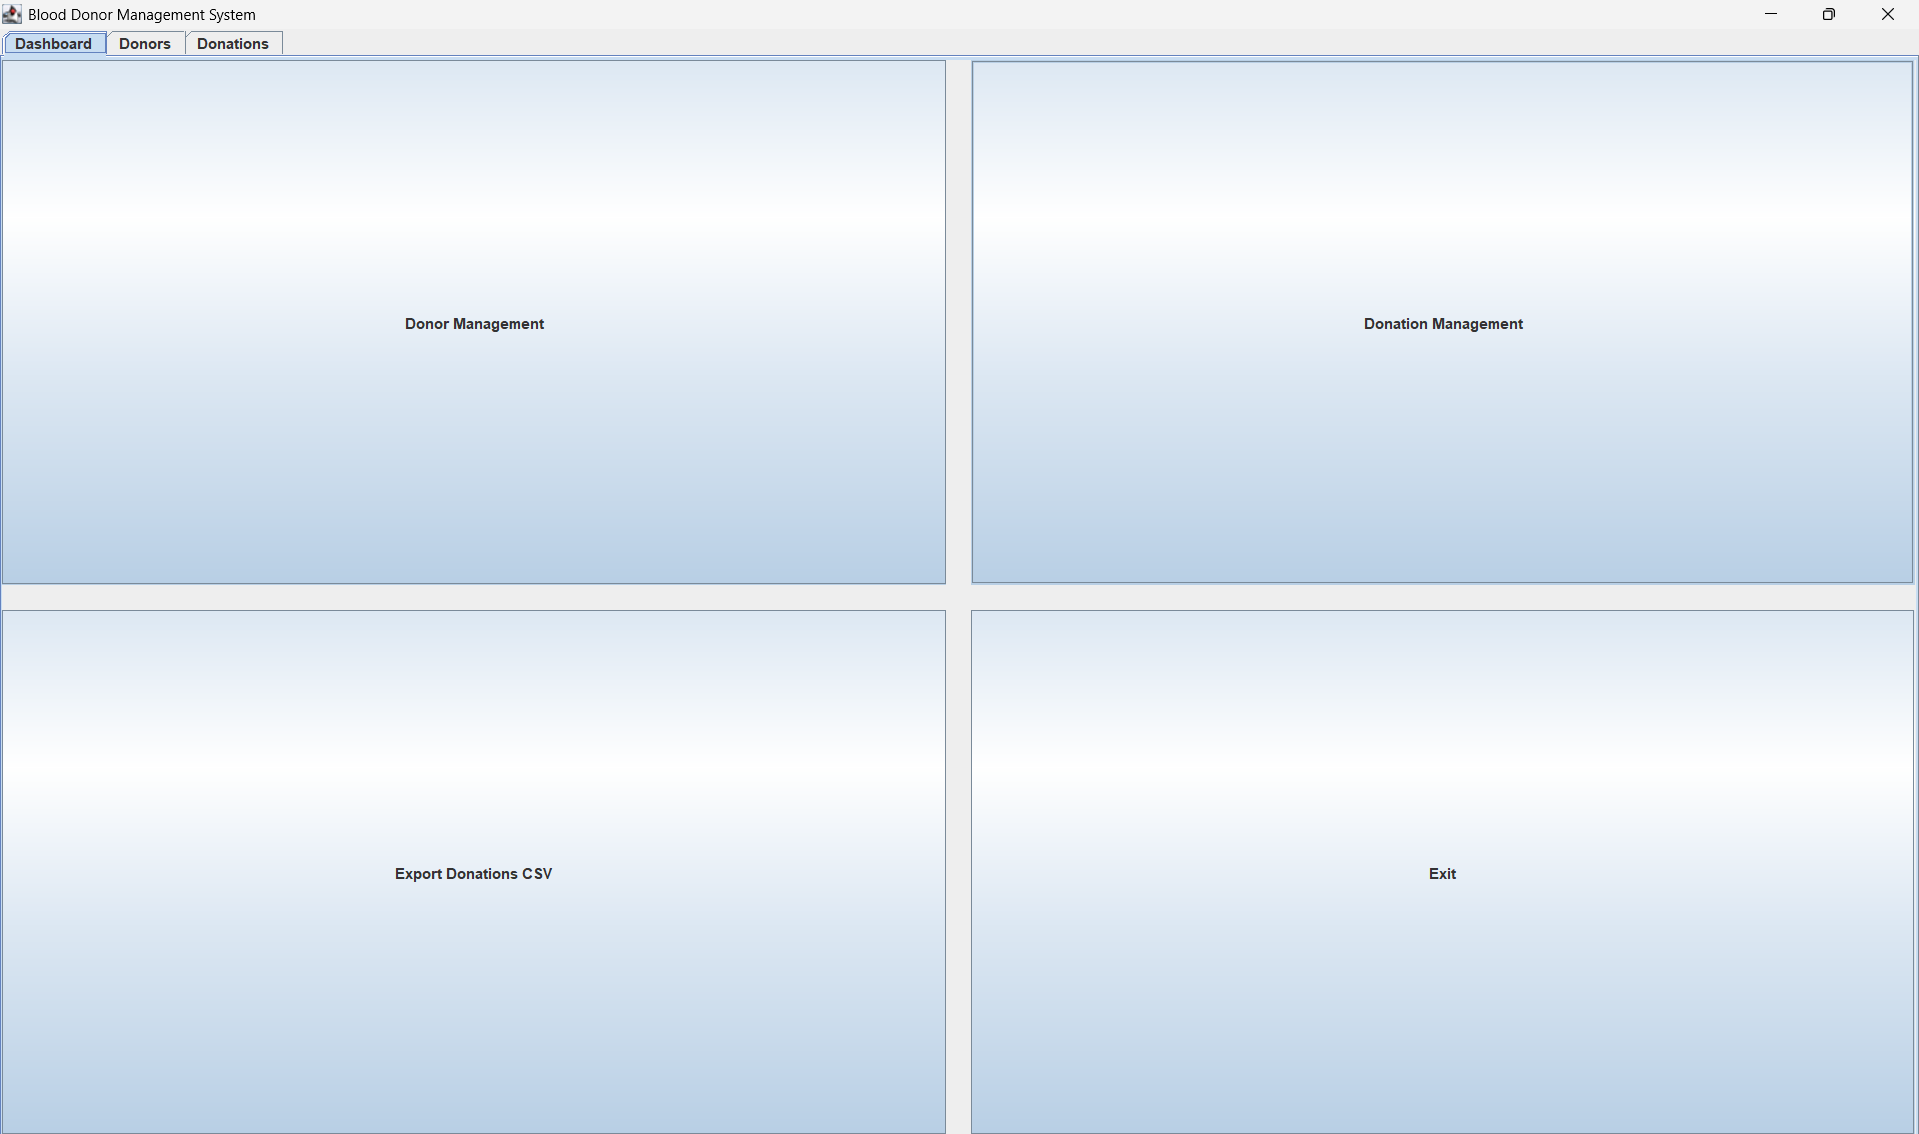 Blood Donor Management System
Dashboard Donors Donations
Donor Management
Donation Management
Export Donations CSV
Exit